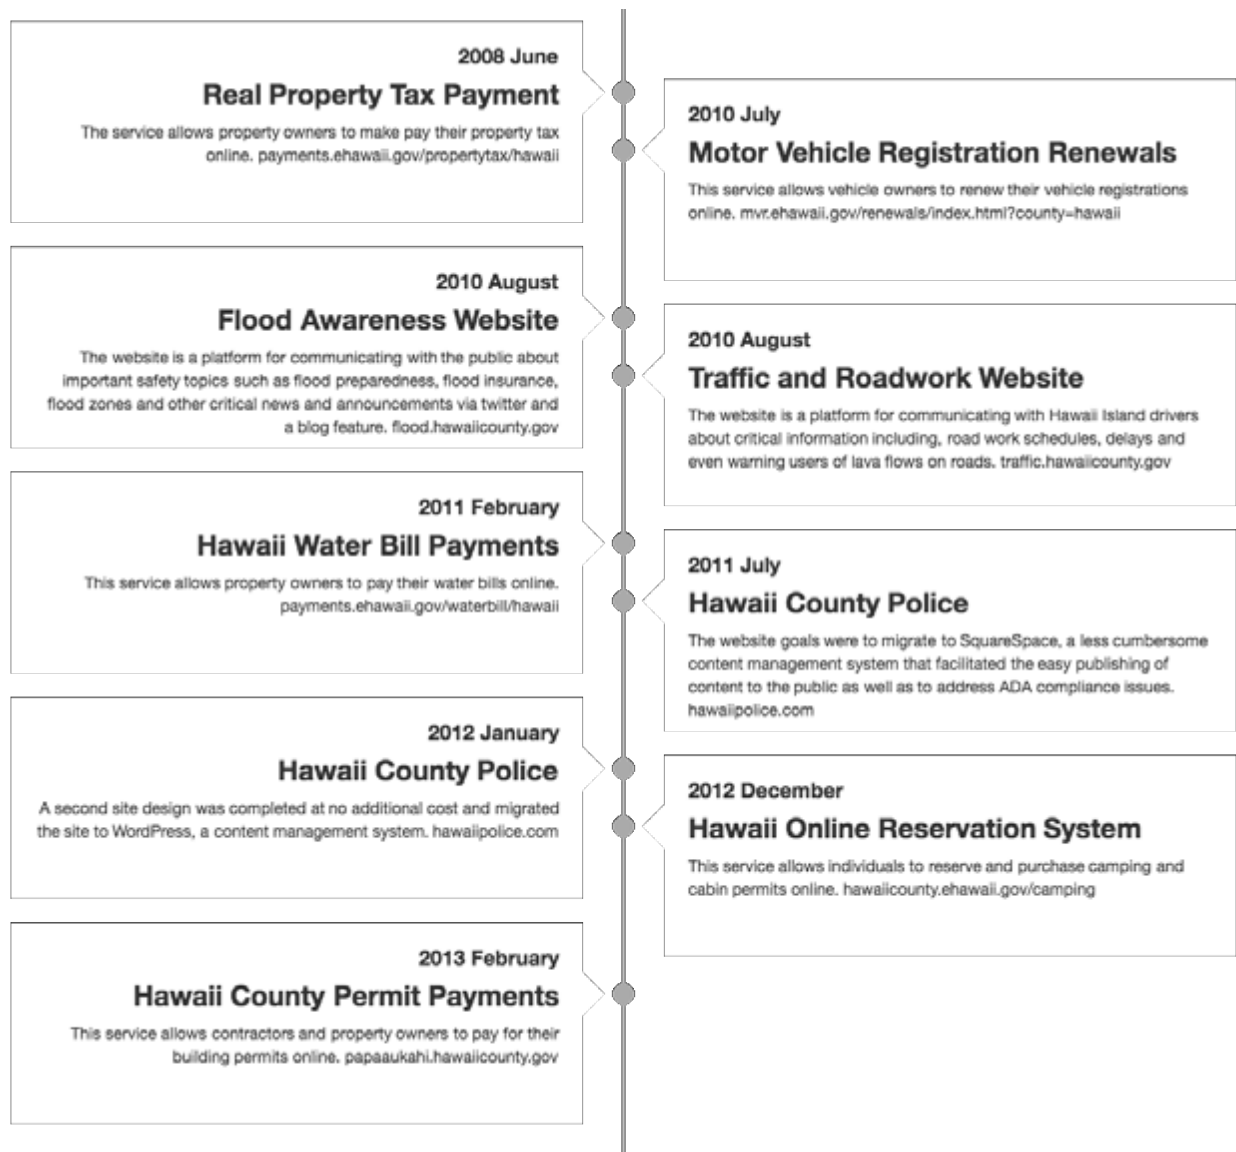 2008 June
Real Property Tax Payment
The service allows property owners to make pay their property tax
online. payments.ehawaii.gov/propertytax/hawaii
2010 July
Motor Vehicle Registration Renewals
This service allows vehicle owners to renew their vehicle registrations
online. mvr.ehawaii.gov/renewals/index.html?county=hawaii
2010 August
Flood Awareness Website
The website is a platform for communicating with the public about
important safety topics such as flood preparedness, flood insurance,
flood zones and other critical news and announcements via twitter and
a blog feature. flood.hawaiicounty.gov
2010 August
Traffic and Roadwork Website
The website is a platform for communicating with Hawaii Island drivers
about critical information including, road work schedules, delays and
even warning users of lava flows on roads. traffic.hawaiicounty.gov
2011 February
Hawaii Water Bill Payments
This service allows property owners to pay their water bills online.
payments.ehawaii.gov/waterbill/hawaii
2011 July
Hawaii County Police
The website goals were to migrate to SquareSpace, a less cumbersome
content management system that facilitated the easy publishing of
content to the public as well as to address ADA compliance issues.
hawaiipolice.com
2012 January
Hawaii County Police
A second site design was completed at no additional cost and migrated
the site to WordPress, a content management system. hawaiipolice.com
2012 December
Hawaii Online Reservation System
This service allows individuals to reserve and purchase camping and
cabin permits online. hawaiicounty.ehawaii.gov/camping
2013 February
Hawaii County Permit Payments
This service allows contractors and property owners to pay for their
building permits online. papaaukahi.hawaiicounty.gov